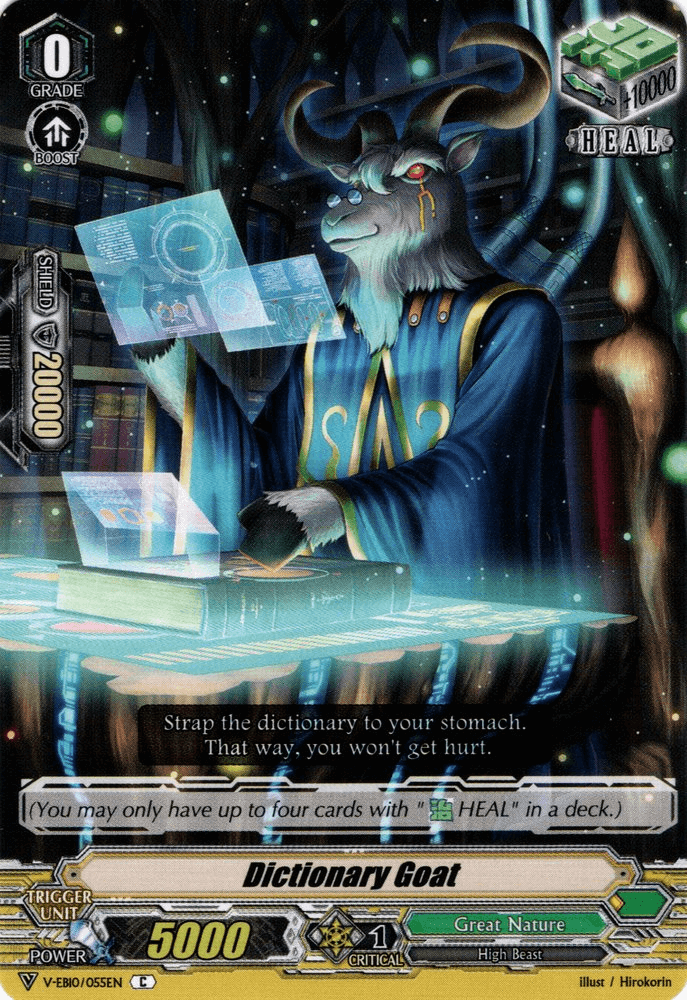 0
GRADE
BOOST
+10000
HEAL
SHIELD 20000
Strap the dictionary to your stomach.
That way, you won't get hurt.
(You may only have up to four cards with " HEAL" in a deck.)
Dictionary Goat
TRIGGER
UNIT
POWER 5000
1
CRITICAL
Great Nature
High Beast
V-EB10/055EN C
illust / Hirokorin